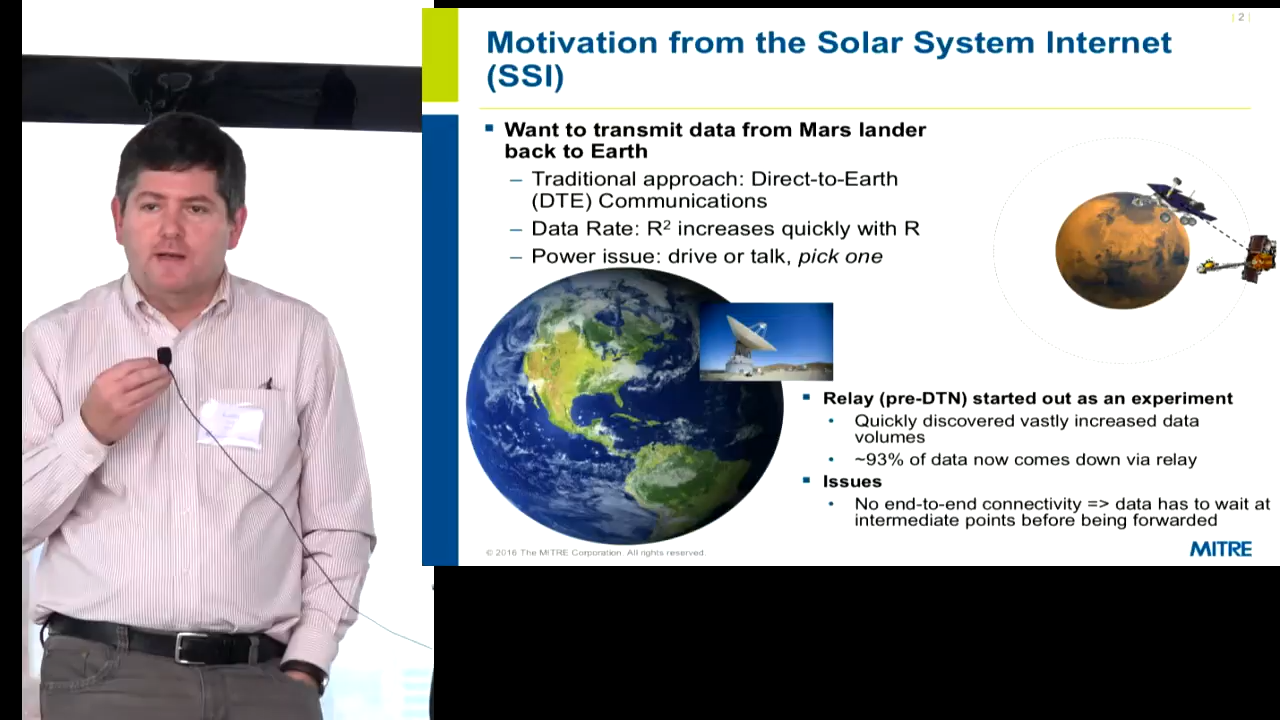 | 2 |
Motivation from the Solar System Internet
(SSI)
Want to transmit data from Mars lander
back to Earth
– Traditional approach: Direct-to-Earth
(DTE) Communications
– Data Rate: R² increases quickly with R
– Power issue: drive or talk, pick one
Relay (pre-DTN) started out as an experiment
• Quickly discovered vastly increased data
volumes
• ~93% of data now comes down via relay
Issues
• No end-to-end connectivity => data has to wait at
intermediate points before being forwarded
© 2016 The MITRE Corporation. All rights reserved.
MITRE